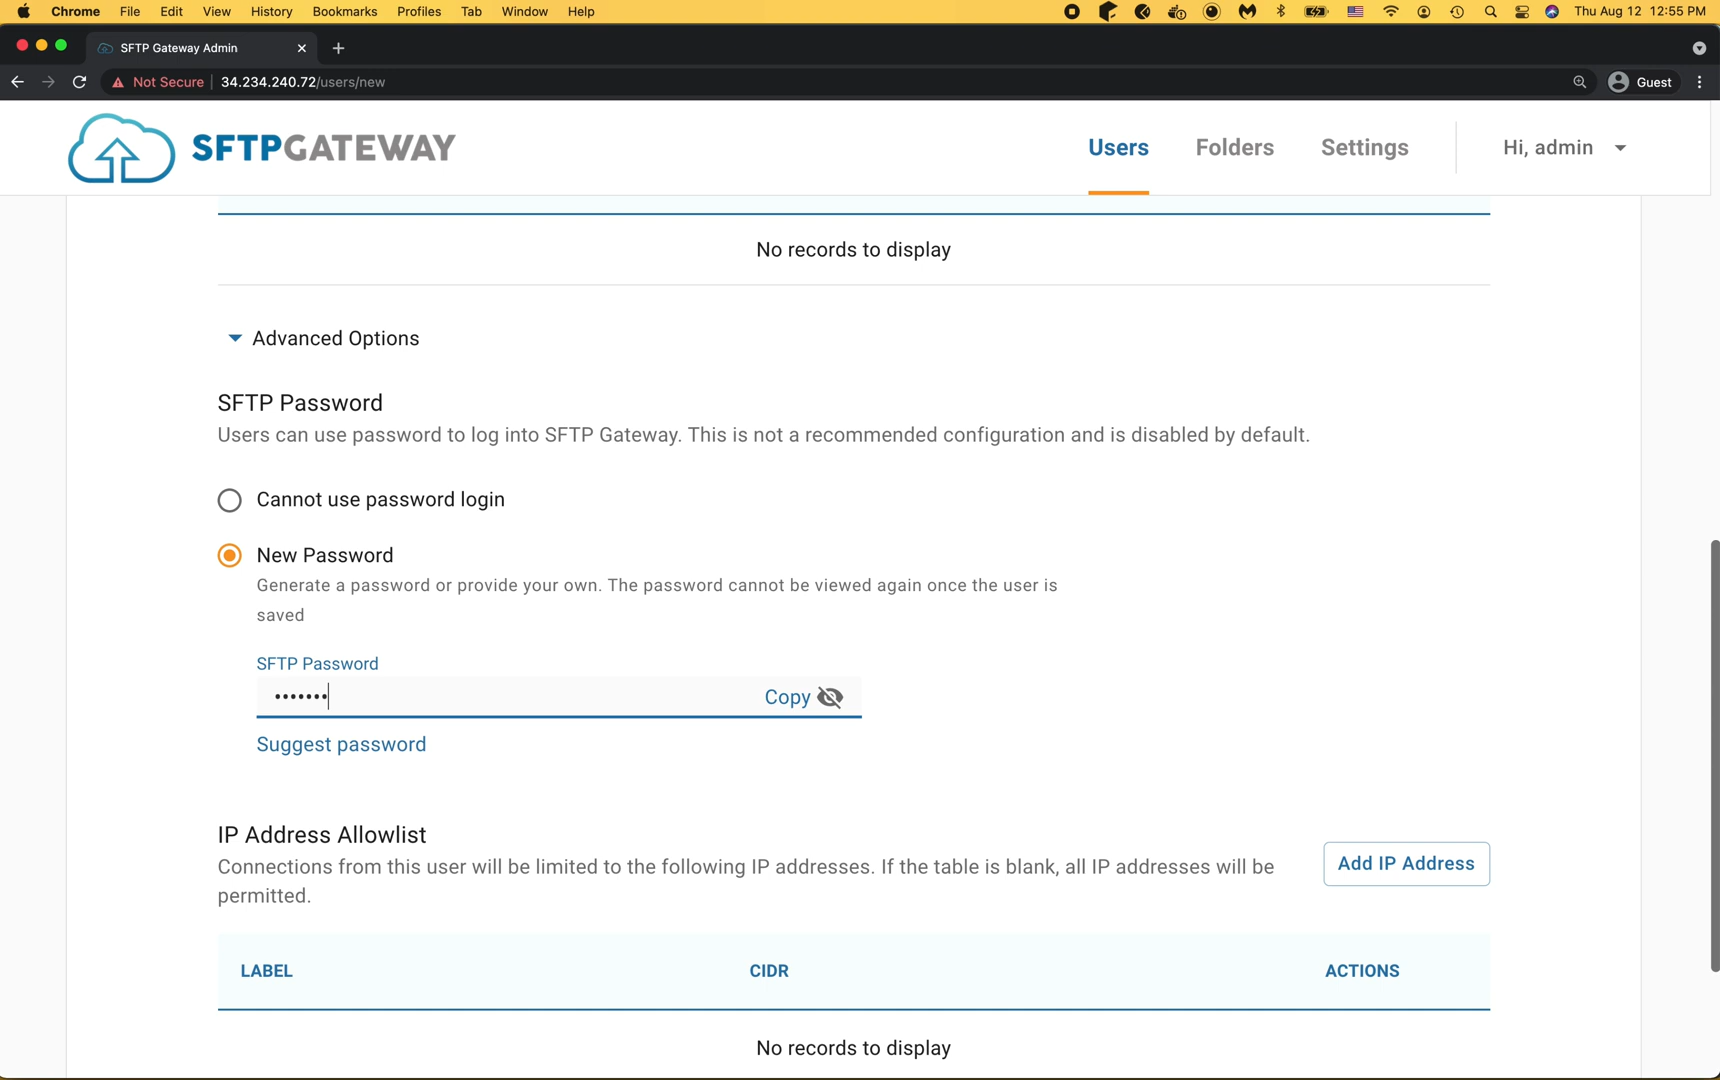 Chrome File Edit View History Bookmarks Profiles Tab Window Help Thu Aug 12 12:55 PM
SFTP Gateway Admin
Not Secure 34.234.240.72/users/new Guest
SFTPGATEWAY Users Folders Settings Hi, admin
No records to display
Advanced Options
SFTP Password
Users can use password to log into SFTP Gateway. This is not a recommended configuration and is disabled by default.
Cannot use password login
New Password
Generate a password or provide your own. The password cannot be viewed again once the user is
saved
SFTP Password
••••••• Copy
Suggest password
IP Address Allowlist
Connections from this user will be limited to the following IP addresses. If the table is blank, all IP addresses will be
permitted.
Add IP Address
LABEL CIDR ACTIONS
No records to display